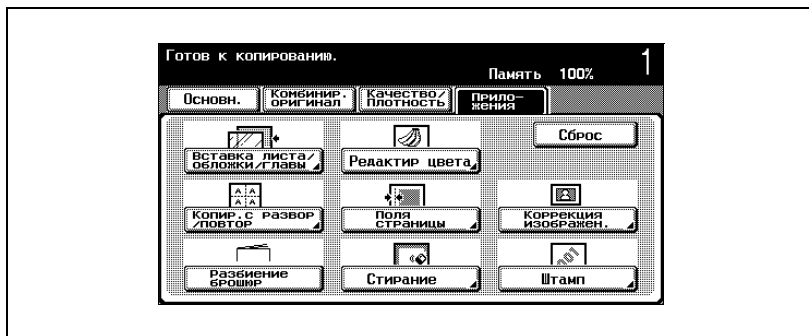 Готов к копированию.
Память 100% 1
Основн.
Комбинир.
оригинал
Качество/
Плотность
Прило-
жения
Сброс
Вставка листа/
обложки/главы
Редактир цвета
A A
A A
Копир.с развор
/повтор
Поля
страницы
Коррекция
изображен.
001
Разбиение
брошюр
Стирание
Штамп